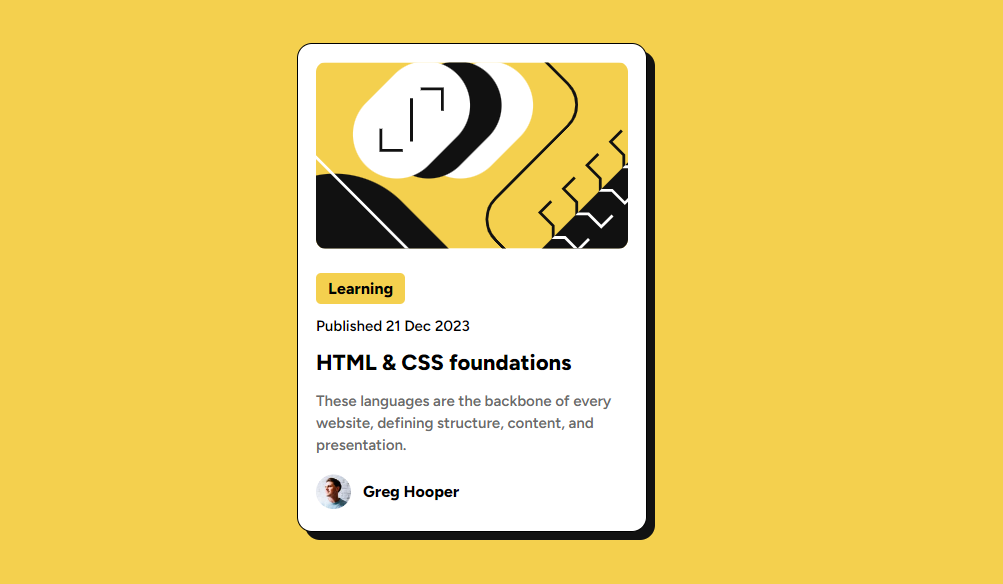 Learning
Published 21 Dec 2023
HTML & CSS foundations
These languages are the backbone of every
website, defining structure, content, and
presentation.
Greg Hooper